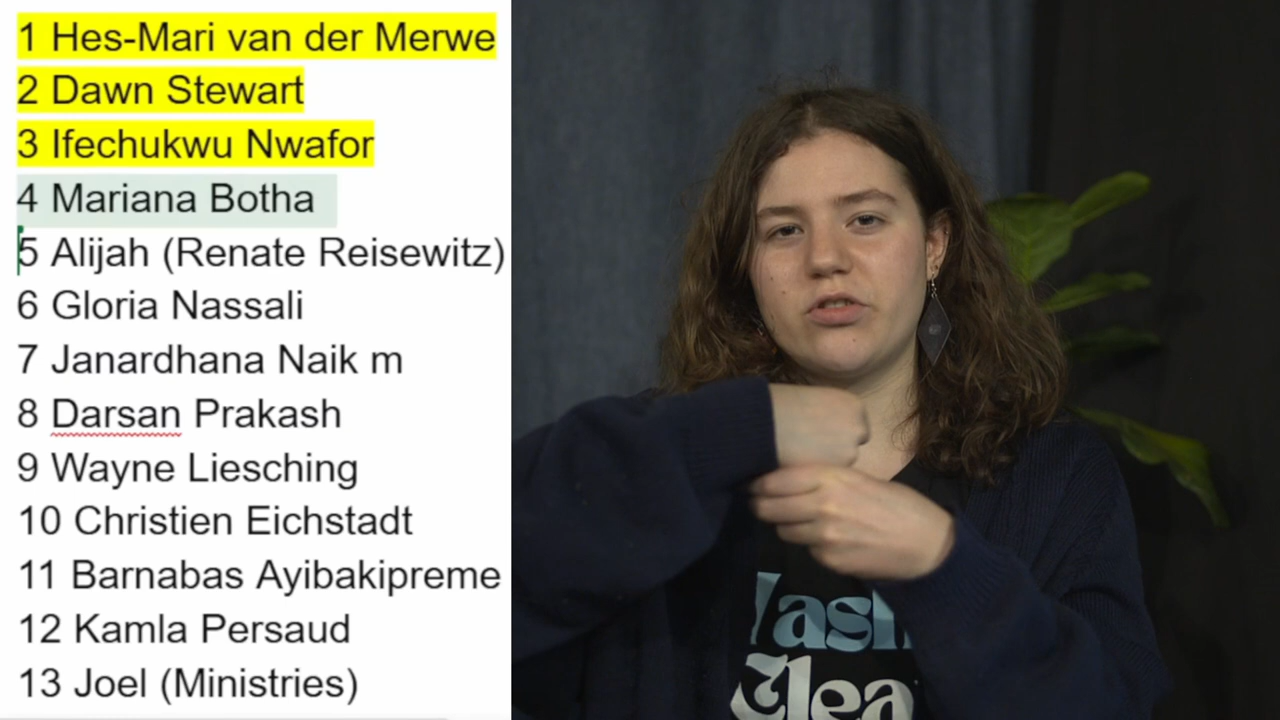 1 Hes-Mari van der Merwe
2 Dawn Stewart
3 Ifechukwu Nwafor
4 Mariana Botha
5 Alijah (Renate Reisewitz)
6 Gloria Nassali
7 Janardhana Naik m
8 Darsan Prakash
9 Wayne Liesching
10 Christien Eichstadt
11 Barnabas Ayibakipreme
12 Kamla Persaud
13 Joel (Ministries)